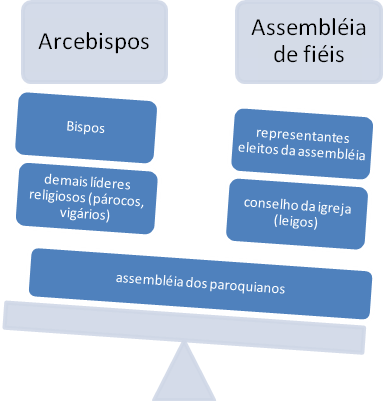 Arcebispos
Assembléia
de fiéis
Bispos
demais líderes
religiosos (párocos,
vigários)
representantes
eleitos da assembléia
conselho da igreja
(leigos)
assembléia dos paroquianos